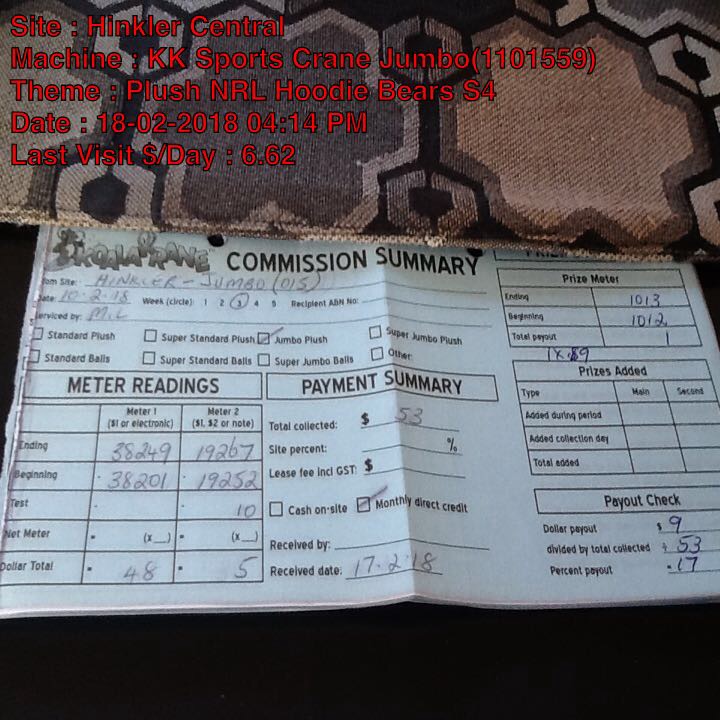 Site : Hinkler Central
Machine : KK Sports Crane Jumbo(1101559)
Theme : Plush NRL Hoodie Bears S4
Date : 18-02-2018 04:14 PM
Last Visit $/Day : 6.62
KOALA KRANE COMMISSION SUMMARY
Site: HINKLER - JUMBO (015)
Date: 10-2-18 Week (circle): 1 2 3 4 5 Recipient ABN No:
Serviced by: M.L
Standard Plush Super Standard Plush Jumbo Plush Super Jumbo Plush
Standard Balls Super Standard Balls Super Jumbo Balls Other:
METER READINGS
Meter 1 Meter 2
($1 or electronic) ($1, $2 or note)
Ending 38249 19267
Beginning 38201 19252
Test - 10
Net Meter - (x__) - (x__)
Dollar Total = 48 = 5
PAYMENT SUMMARY
Total collected: $ 53
Site percent: %
Lease fee incl GST: $
Cash on-site Monthly direct credit
Received by:
Received date: 17.2.18
Prize Meter
Ending 1013
Beginning 1012
Total payout 1
1x$9
Prizes Added
Type Main Second
Added during period
Added collection day
Total added
Payout Check
Dollar payout $ 9
divided by total collected ÷ 53
Percent payout =.17